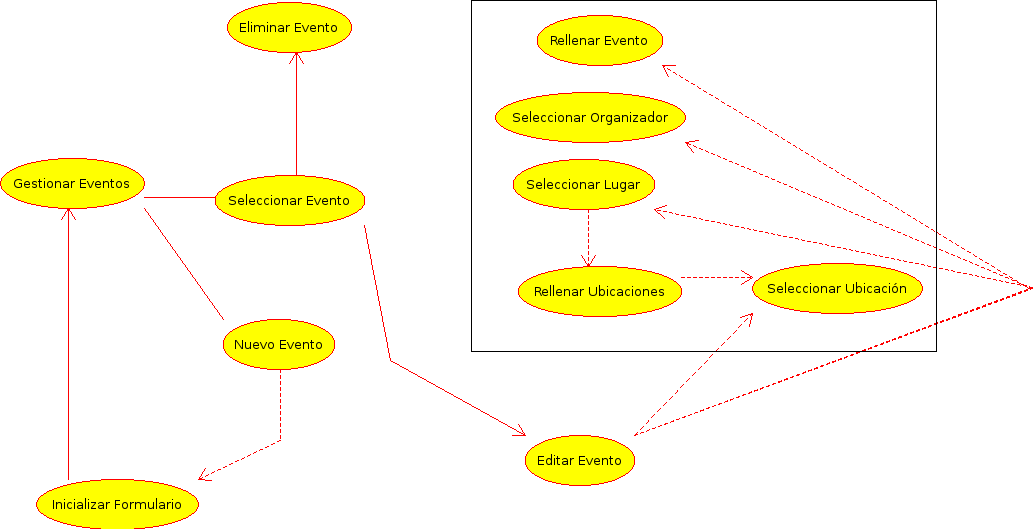 Eliminar Evento
Rellenar Evento
Seleccionar Organizador
Gestionar Eventos
Seleccionar Lugar
Seleccionar Evento
Rellenar Ubicaciones
Seleccionar Ubicación
Nuevo Evento
Editar Evento
Inicializar Formulario